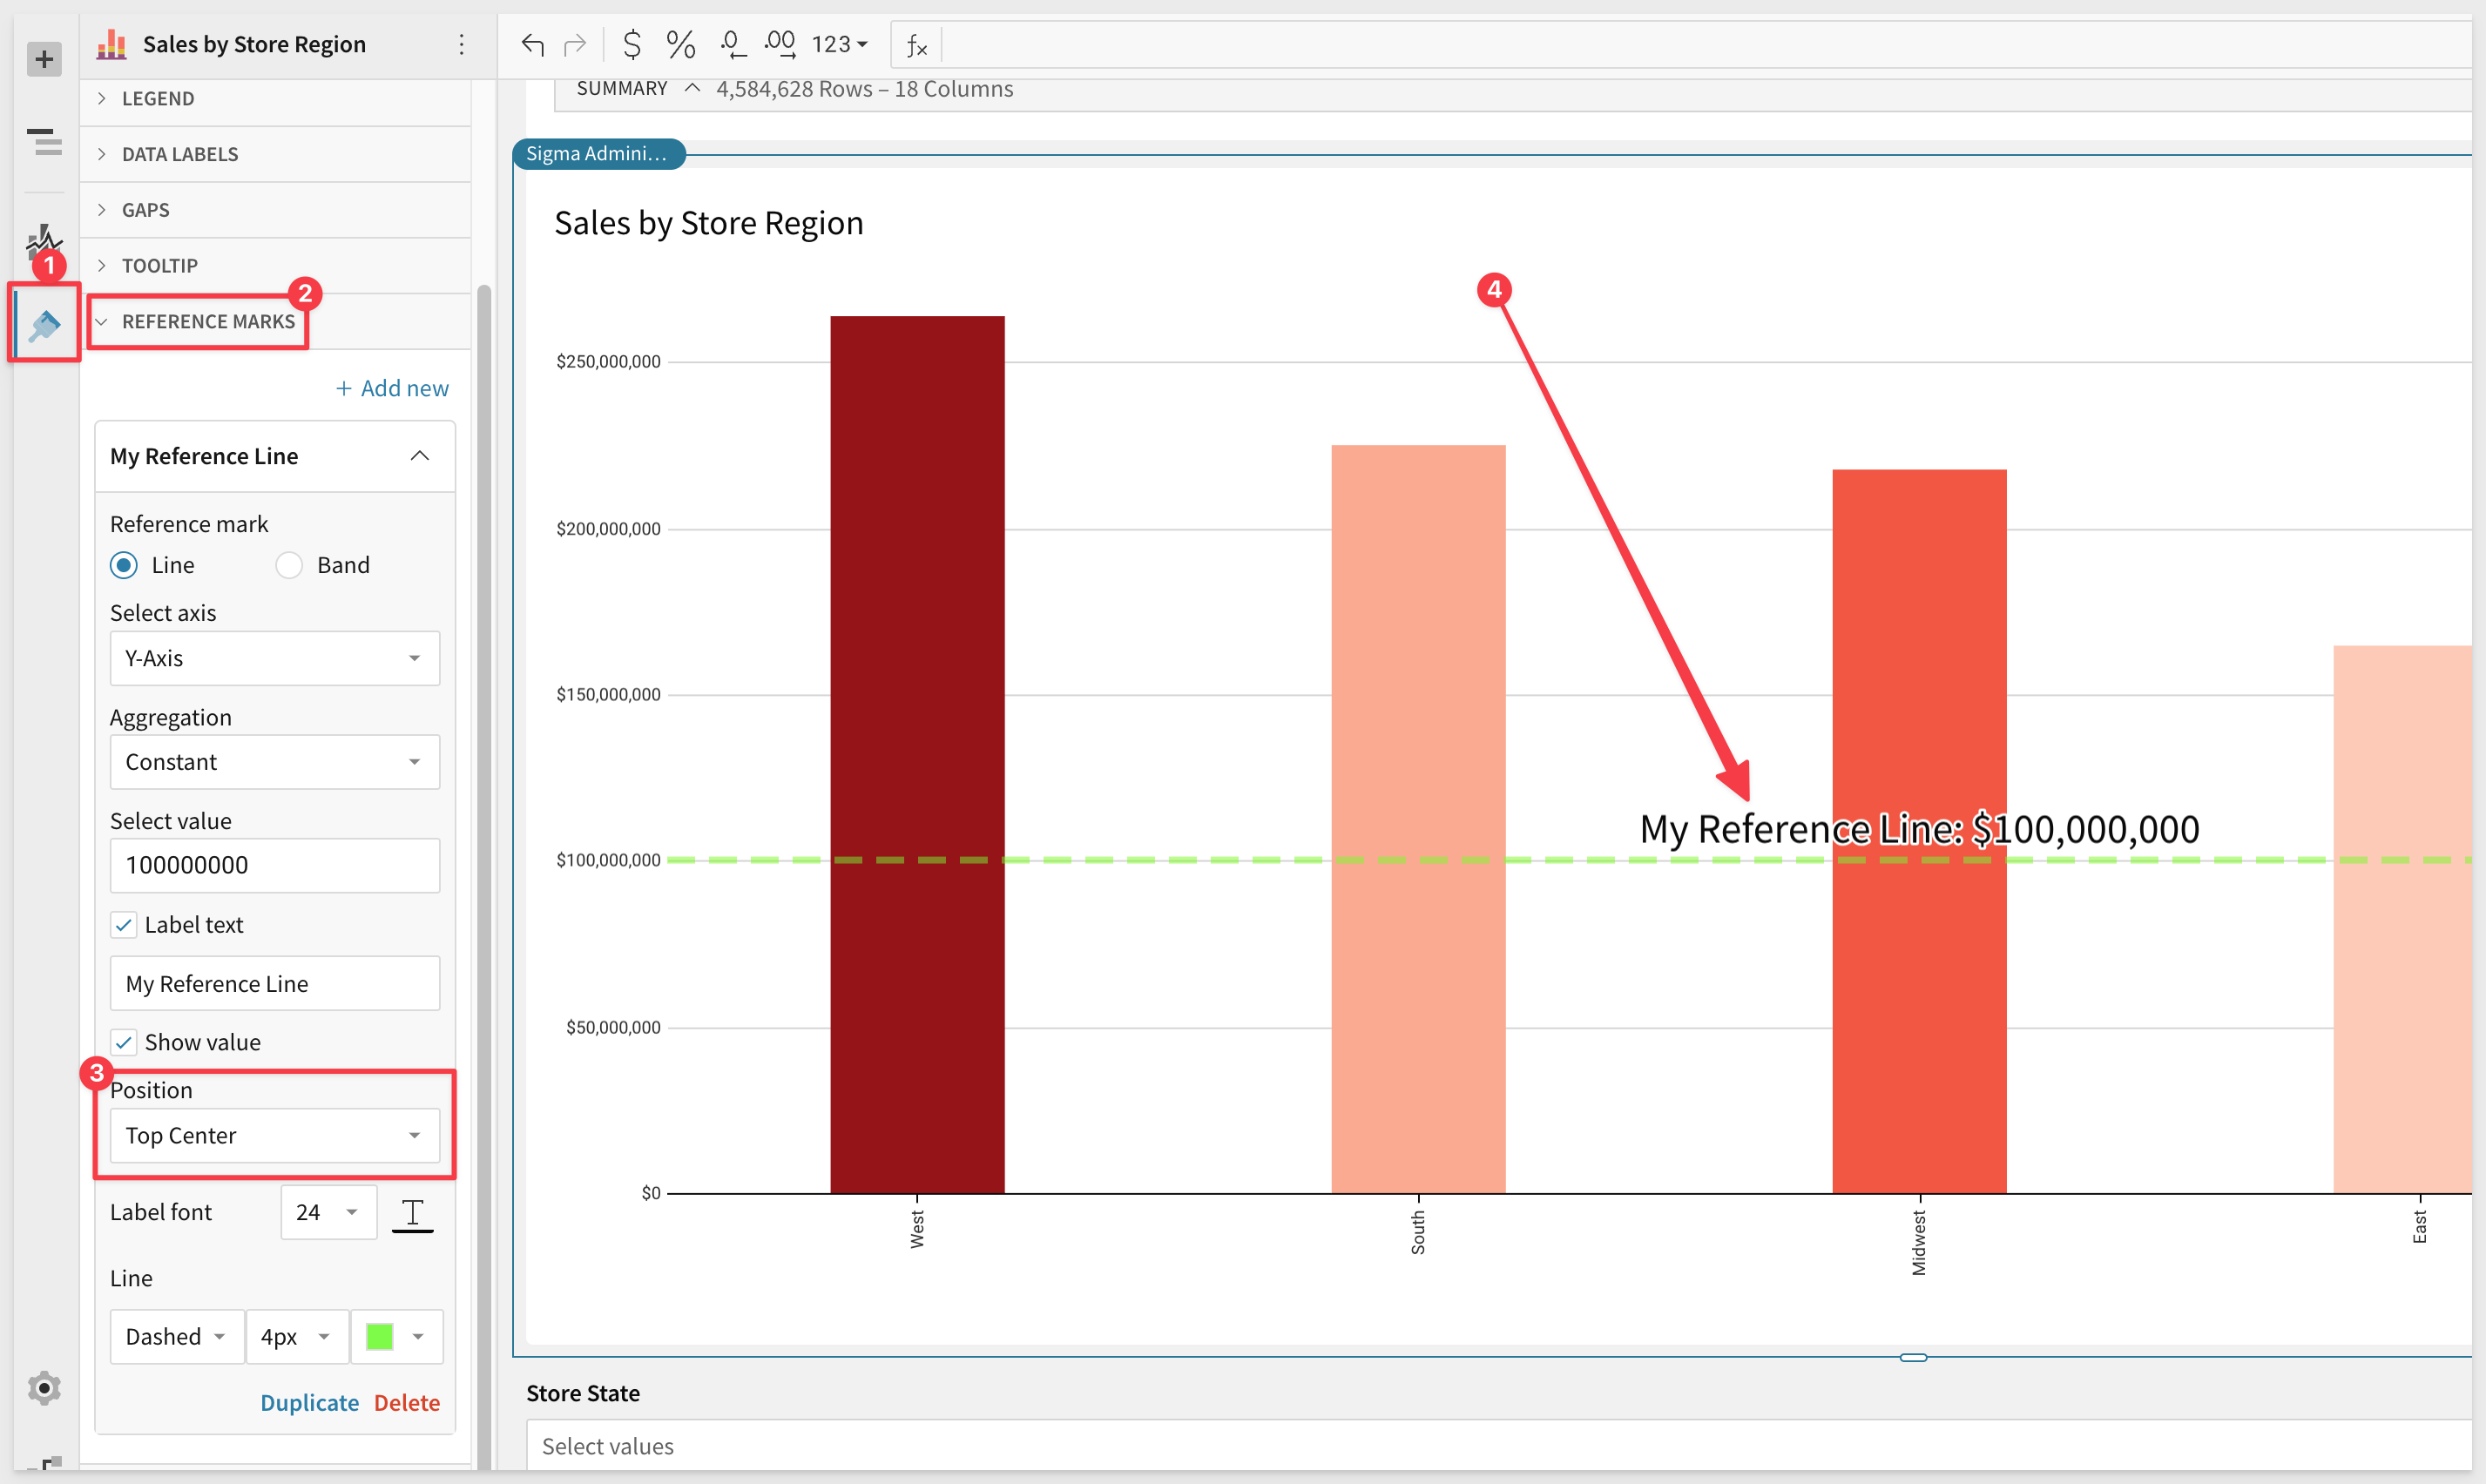 Sales by Store Region
$ % .0 .00 123 fx
LEGEND
DATA LABELS
GAPS
TOOLTIP
1
2
REFERENCE MARKS
+ Add new
My Reference Line
Reference mark
Line Band
Select axis
Y-Axis
Aggregation
Constant
Select value
100000000
Label text
My Reference Line
Show value
3
Position
Top Center
Label font 24 T
Line
Dashed 4px
Duplicate Delete
SUMMARY 4,584,628 Rows – 18 Columns
Sigma Admini...
Sales by Store Region
4
$250,000,000
$200,000,000
$150,000,000
My Reference Line: $100,000,000
$100,000,000
$50,000,000
$0
West South Midwest East
Store State
Select values